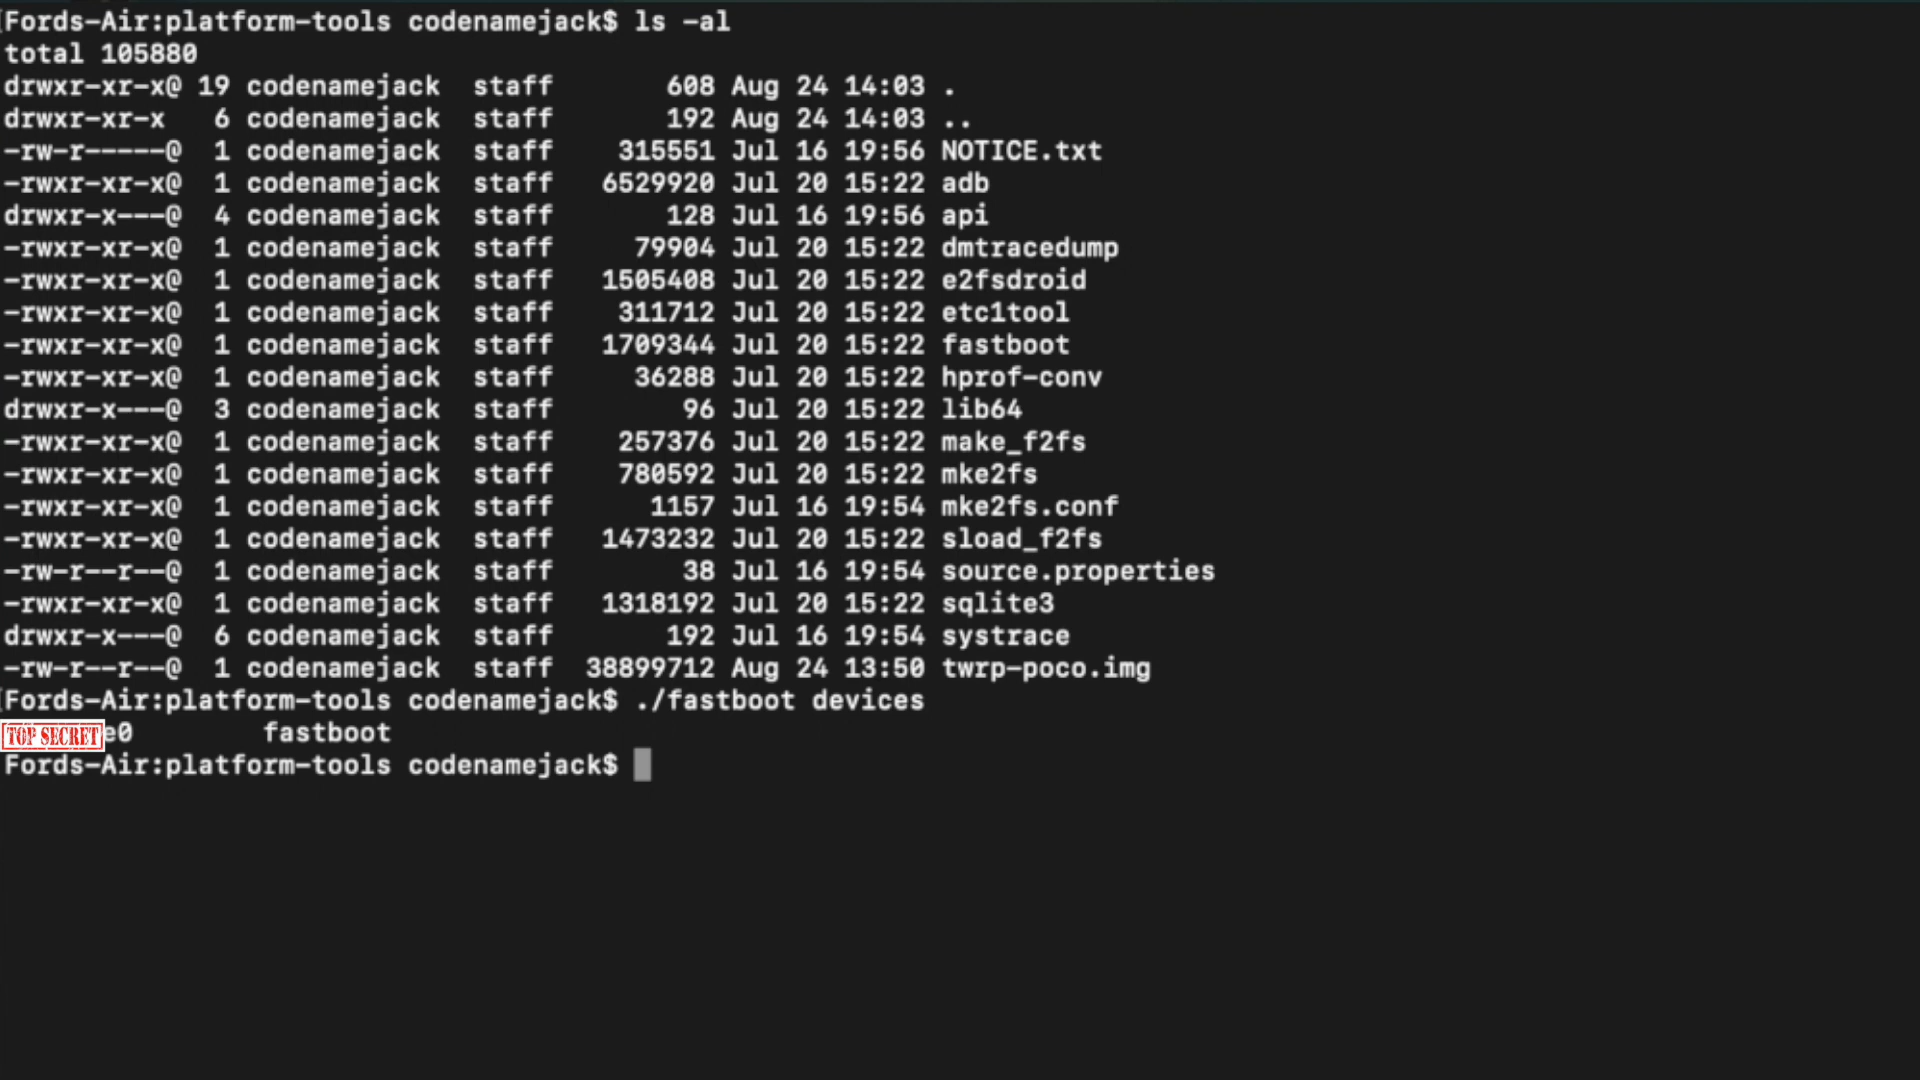 Fords-Air:platform-tools codenamejack$ ls -al
total 105880
drwxr-xr-x@ 19 codenamejack  staff       608 Aug 24 14:03 .
drwxr-xr-x   6 codenamejack  staff       192 Aug 24 14:03 ..
-rw-r-----@  1 codenamejack  staff    315551 Jul 16 19:56 NOTICE.txt
-rwxr-xr-x@  1 codenamejack  staff   6529920 Jul 20 15:22 adb
drwxr-x---@  4 codenamejack  staff       128 Jul 16 19:56 api
-rwxr-xr-x@  1 codenamejack  staff     79904 Jul 20 15:22 dmtracedump
-rwxr-xr-x@  1 codenamejack  staff   1505408 Jul 20 15:22 e2fsdroid
-rwxr-xr-x@  1 codenamejack  staff    311712 Jul 20 15:22 etc1tool
-rwxr-xr-x@  1 codenamejack  staff   1709344 Jul 20 15:22 fastboot
-rwxr-xr-x@  1 codenamejack  staff     36288 Jul 20 15:22 hprof-conv
drwxr-x---@  3 codenamejack  staff        96 Jul 20 15:22 lib64
-rwxr-xr-x@  1 codenamejack  staff    257376 Jul 20 15:22 make_f2fs
-rwxr-xr-x@  1 codenamejack  staff    780592 Jul 20 15:22 mke2fs
-rwxr-xr-x@  1 codenamejack  staff      1157 Jul 16 19:54 mke2fs.conf
-rwxr-xr-x@  1 codenamejack  staff   1473232 Jul 20 15:22 sload_f2fs
-rw-r--r--@  1 codenamejack  staff        38 Jul 16 19:54 source.properties
-rwxr-xr-x@  1 codenamejack  staff   1318192 Jul 20 15:22 sqlite3
drwxr-x---@  6 codenamejack  staff       192 Jul 16 19:54 systrace
-rw-r--r--@  1 codenamejack  staff  38899712 Aug 24 13:50 twrp-poco.img
Fords-Air:platform-tools codenamejack$ ./fastboot devices
TOP SECRET e0        fastboot
Fords-Air:platform-tools codenamejack$